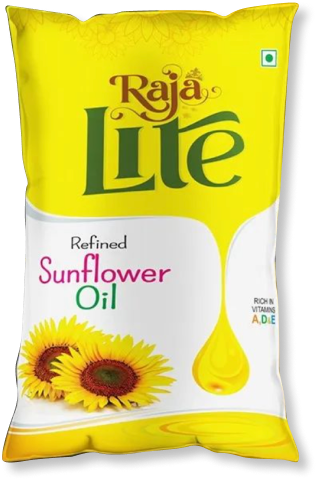 Raja
Lite
Refined
Sunflower
Oil
RICH IN
VITAMINS
A,D&E